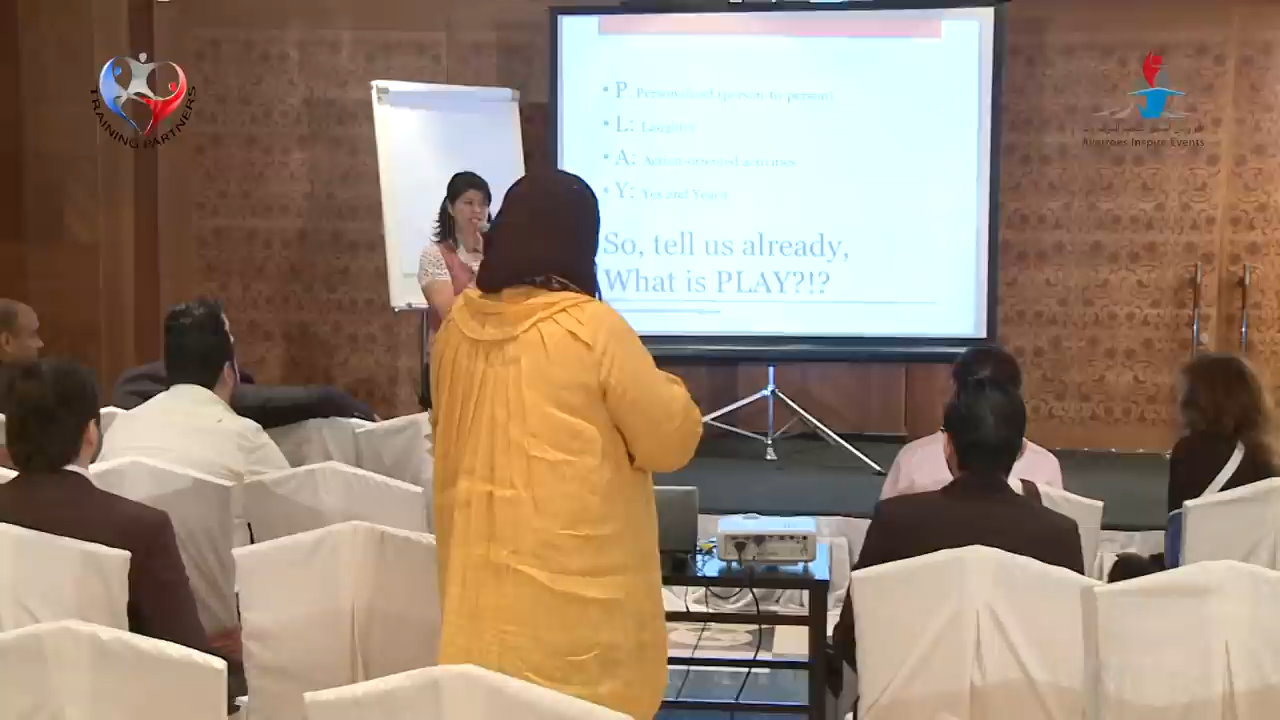 TRAINING PARTNERS
Averroes Inspire Events
• P: Personalized (person to person)
• L: Laughter
• A: Action-oriented activities
• Y: Yes and
So, tell us already,
What is PLAY?!?